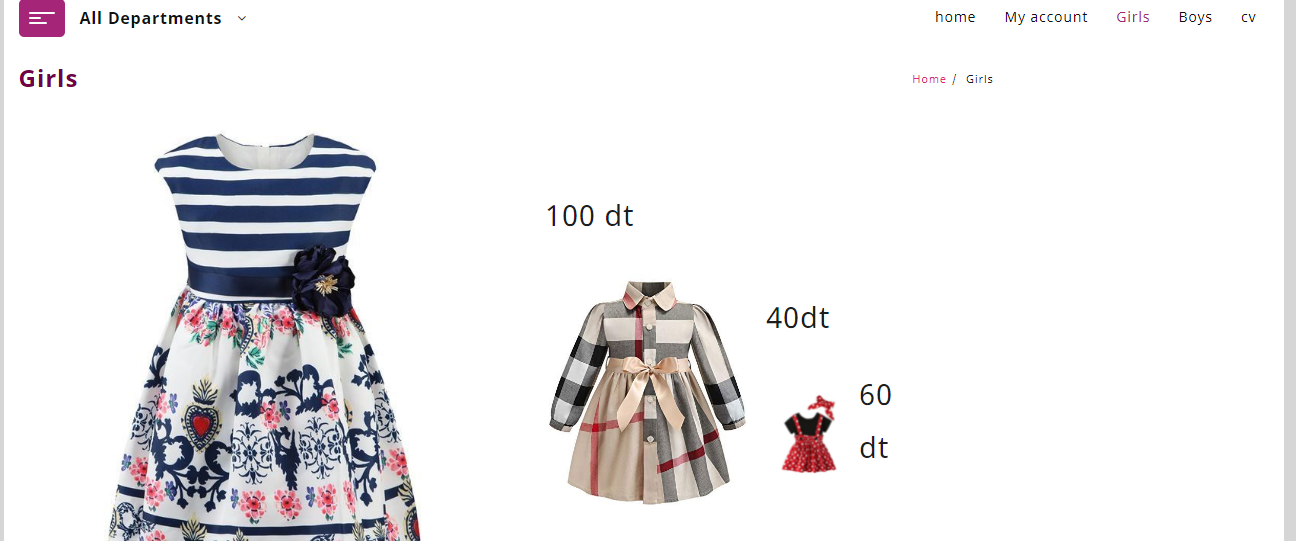 All Departments
home My account Girls Boys cv
Girls
Home / Girls
100 dt
40dt
60
dt